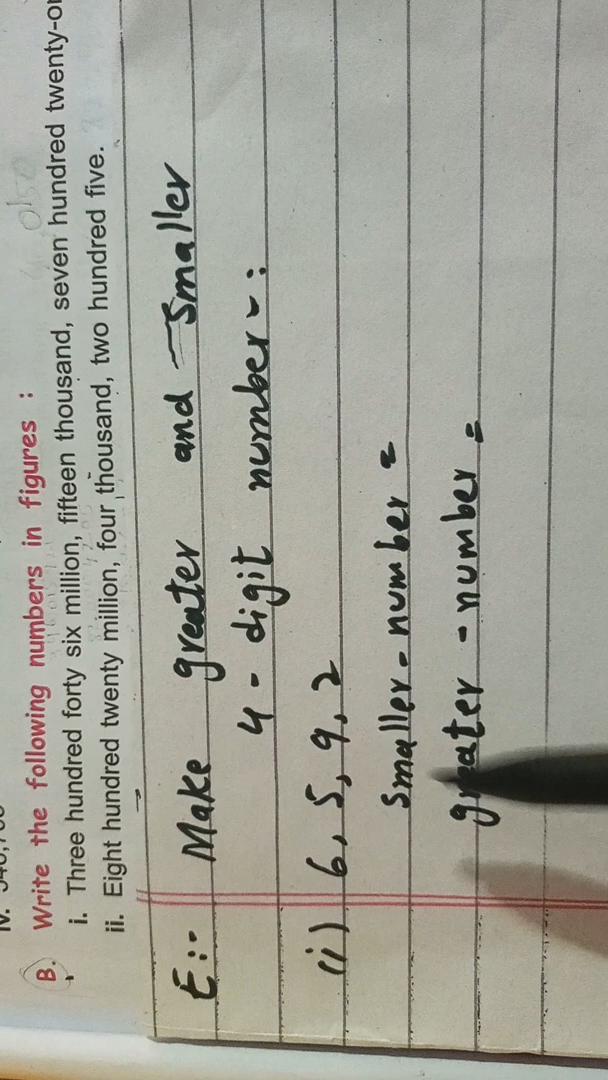 B. Write the following numbers in figures :
i. Three hundred forty six million, fifteen thousand, seven hundred
ii. Eight hundred twenty million, four thousand, two hundred five.
E:- Make greater and Smaller
4 - digit number - :
(i) 6, 5, 9, 2
Smaller - number =
greater - number =